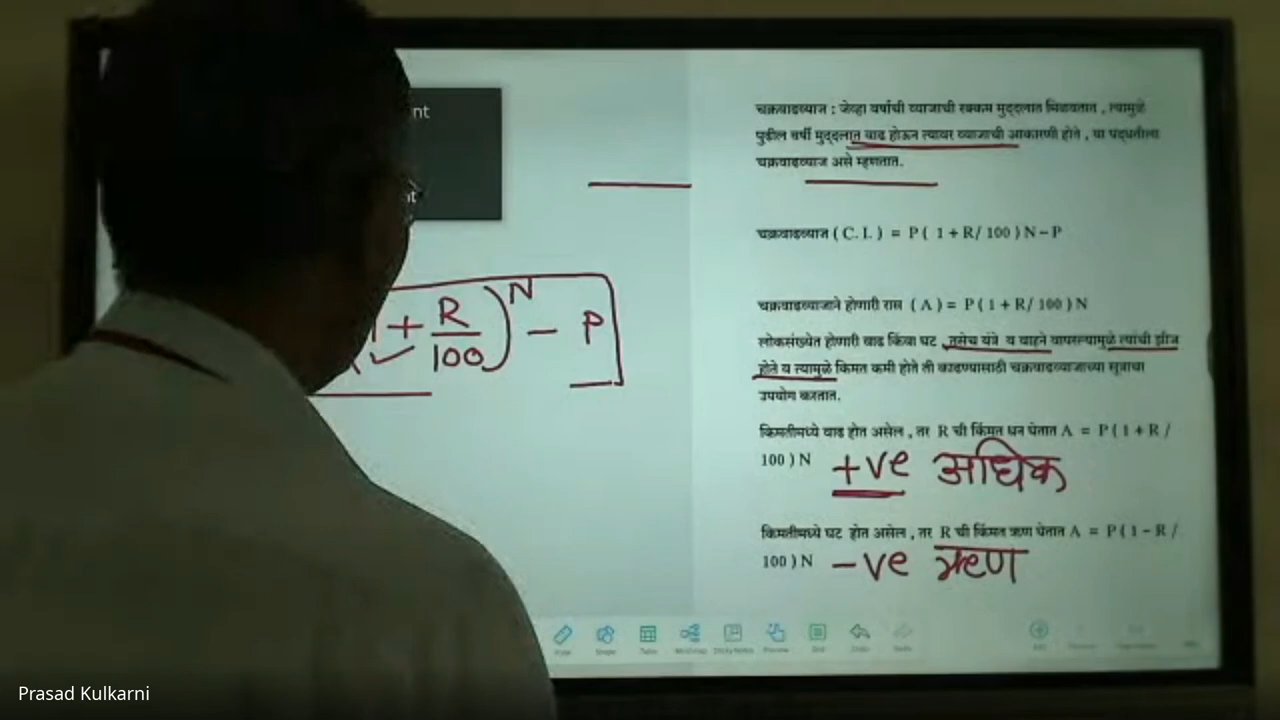 nt
nt
चक्रवाढव्याज : जेव्हा वर्षाची व्याजाची रक्कम मुद्दलात मिळवतात , त्यामुळे
पुढील वर्षी मुद्दलात वाढ होऊन त्यावर व्याजाची आकारणी होते , या पद्धतीला
चक्रवाढव्याज असे म्हणतात.
चक्रवाढव्याज ( C. I. ) = P ( 1 + R/ 100 ) N – P
+ R/100 ) N – P
चक्रवाढव्याजाने होणारी रास ( A ) = P ( 1 + R/ 100 ) N
लोकसंख्येत होणारी वाढ किंवा घट , तसेच यंत्रे व वाहने वापरल्यामुळे त्यांची झीज
होते व त्यामुळे किंमत कमी होते ती काढण्यासाठी चक्रवाढव्याजाच्या सूत्राचा
उपयोग करतात.
किमतीमध्ये वाढ होत असेल , तर R ची किंमत धन घेतात A = P ( 1 + R /
100 ) N +ve अधिक
किमतीमध्ये घट होत असेल , तर R ची किंमत ऋण घेतात A = P ( 1 – R /
100 ) N –ve ऋण
Prasad Kulkarni